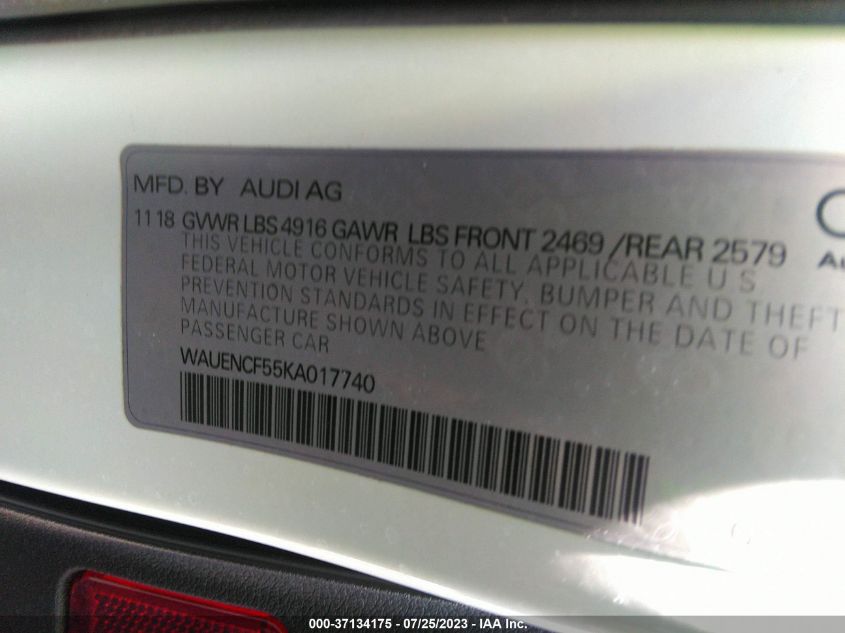 MFD. BY AUDI AG
11 18 GVWR LBS 4916 GAWR LBS FRONT 2469 /REAR 2579
THIS VEHICLE CONFORMS TO ALL APPLICABLE U S
FEDERAL MOTOR VEHICLE SAFETY, BUMPER AND THEFT
PREVENTION STANDARDS IN EFFECT ON THE DATE OF
MANUFACTURE SHOWN ABOVE
PASSENGER CAR
WAUENCF55KA017740
000-37134175 - 07/25/2023 - IAA Inc.